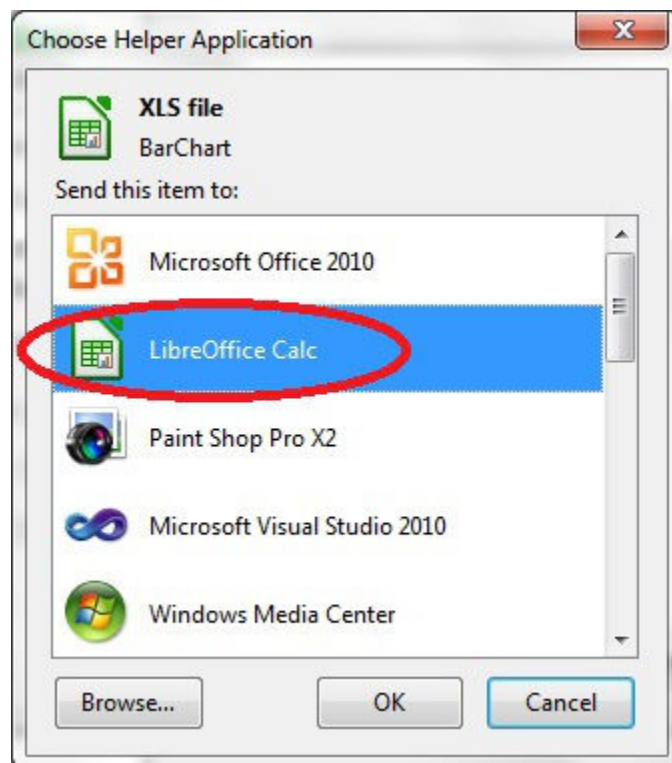 Choose Helper Application
XLS file
BarChart
Send this item to:
Microsoft Office 2010
LibreOffice Calc
Paint Shop Pro X2
Microsoft Visual Studio 2010
Windows Media Center
Browse... OK Cancel